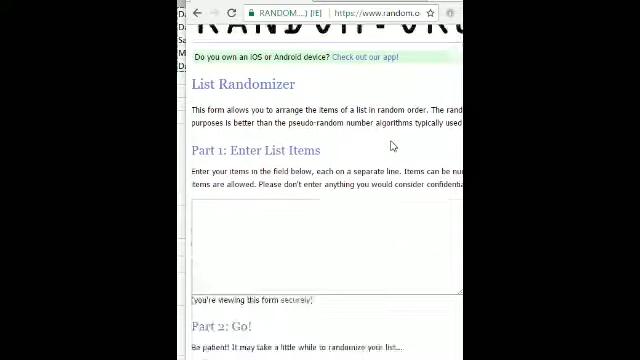 RANDOM...) [IE] https://www.random.o
Do you own an iOS or Android device? Check out our app!
List Randomizer
This form allows you to arrange the items of a list in random order. The rand
purposes is better than the pseudo-random number algorithms typically used
Part 1: Enter List Items
Enter your items in the field below, each on a separate line. Items can be nu
items are allowed. Please don't enter anything you would consider confidentia
(you're viewing this form securely)
Part 2: Go!
Be patient! It may take a little while to randomize your list...